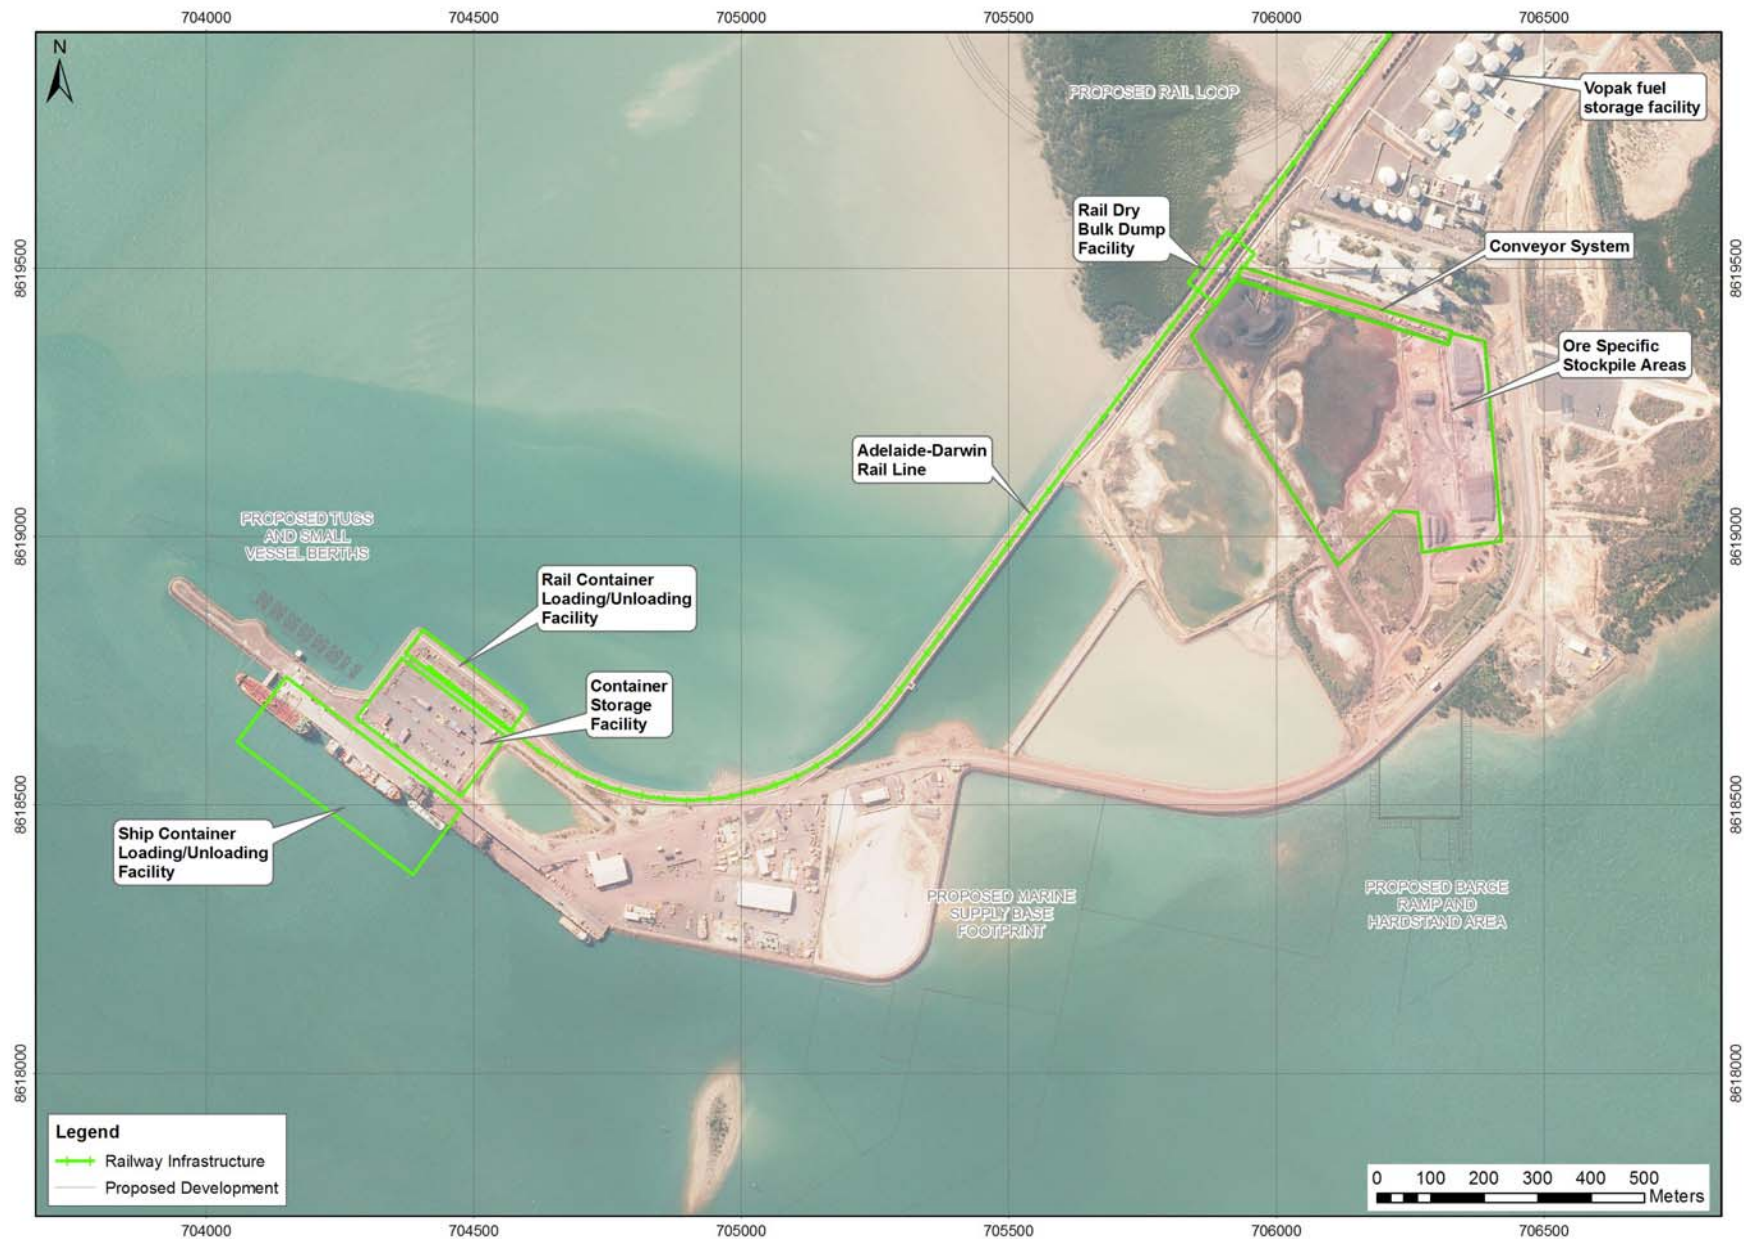 704000 704500 705000 705500 706000 706500
N
PROPOSED RAIL LOOP
Vopak fuel
storage facility
Rail Dry
Bulk Dump
Facility
Conveyor System
8619500 8619500
Ore Specific
Stockpile Areas
Adelaide-Darwin
Rail Line
PROPOSED TUGS
AND SMALL
VESSEL BERTHS
8619000 8619000
Rail Container
Loading/Unloading
Facility
Container
Storage
Facility
8618500 8618500
Ship Container
Loading/Unloading
Facility
PROPOSED MARINE
SUPPLY BASE
FOOTPRINT
PROPOSED BARGE
RAMP AND
HARDSTAND AREA
8618000 8618000
Legend
Railway Infrastructure
Proposed Development
0 100 200 300 400 500
Meters
704000 704500 705000 705500 706000 706500